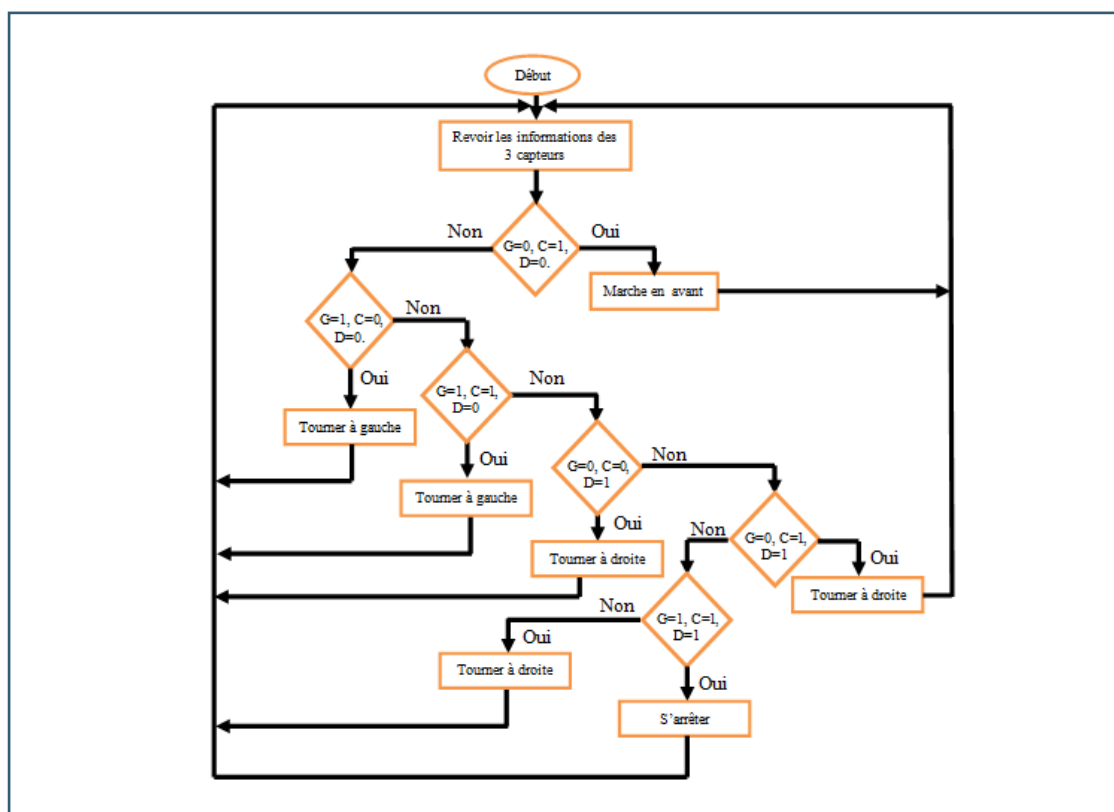 Début
Revoir les informations des
3 capteurs
Non
Oui
G=0, C=1,
D=0.
Marche en avant
Non
G=1, C=0,
D=0.
Oui
Non
G=1, C=1,
D=0
Tourner à gauche
Oui
Non
G=0, C=0,
D=1
Tourner à gauche
Oui
Non
G=0, C=1,
D=1
Tourner à droite
Oui
Tourner à droite
Non
G=1, C=1,
D=1
Oui
Tourner à droite
Oui
S'arrêter